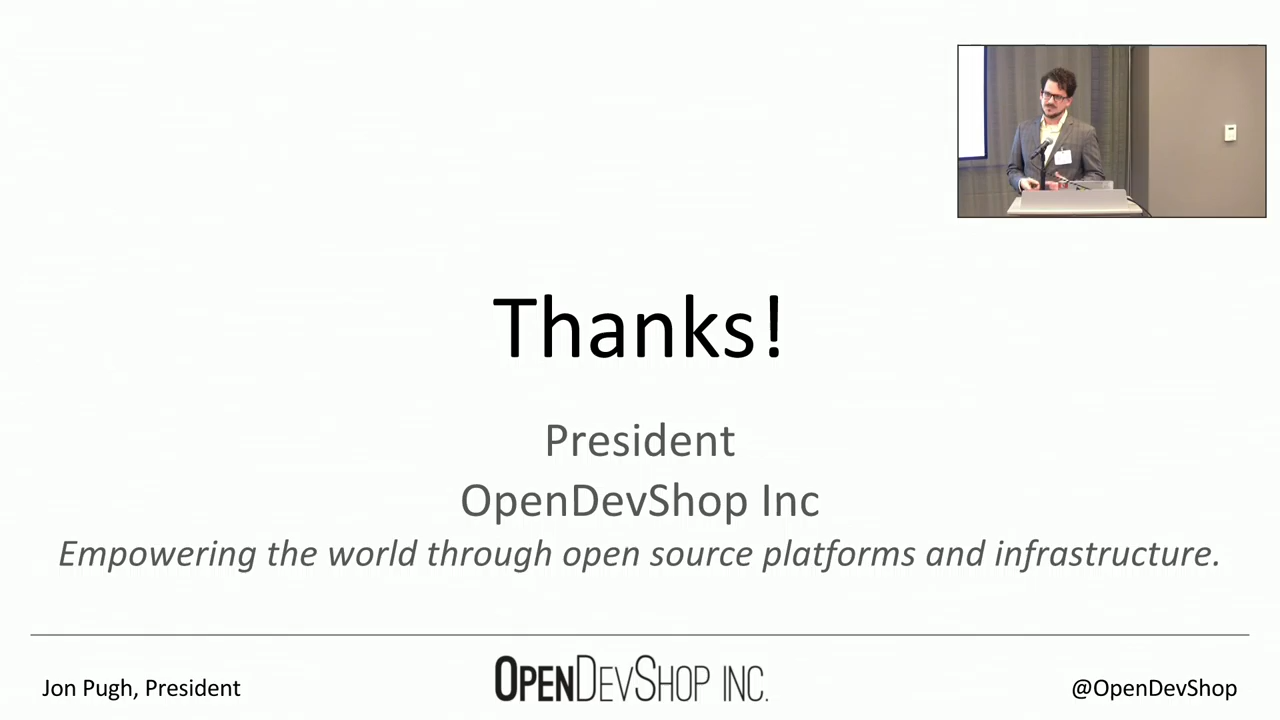 Thanks!
President
OpenDevShop Inc
Empowering the world through open source platforms and infrastructure.
Jon Pugh, President
OPENDEVSHOP INC.
@OpenDevShop